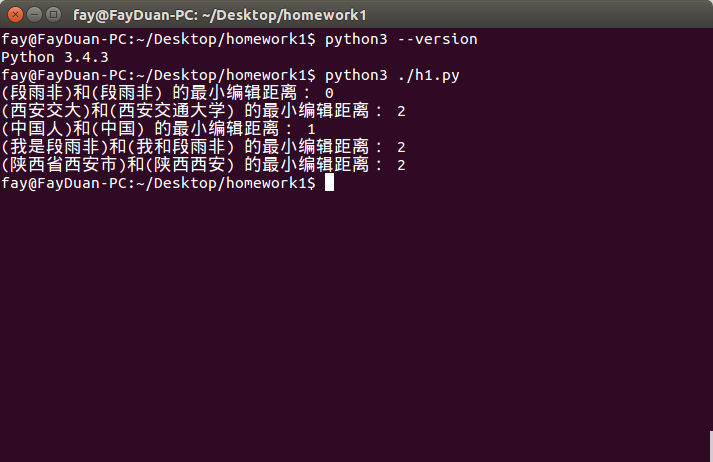 fay@FayDuan-PC: ~/Desktop/homework1
fay@FayDuan-PC:~/Desktop/homework1$ python3 --version
Python 3.4.3
fay@FayDuan-PC:~/Desktop/homework1$ python3 ./h1.py
(段雨非)和(段雨非) 的最小编辑距离： 0
(西安交大)和(西安交通大学) 的最小编辑距离： 2
(中国人)和(中国) 的最小编辑距离： 1
(我是段雨非)和(我和段雨非) 的最小编辑距离： 2
(陕西省西安市)和(陕西西安) 的最小编辑距离： 2
fay@FayDuan-PC:~/Desktop/homework1$